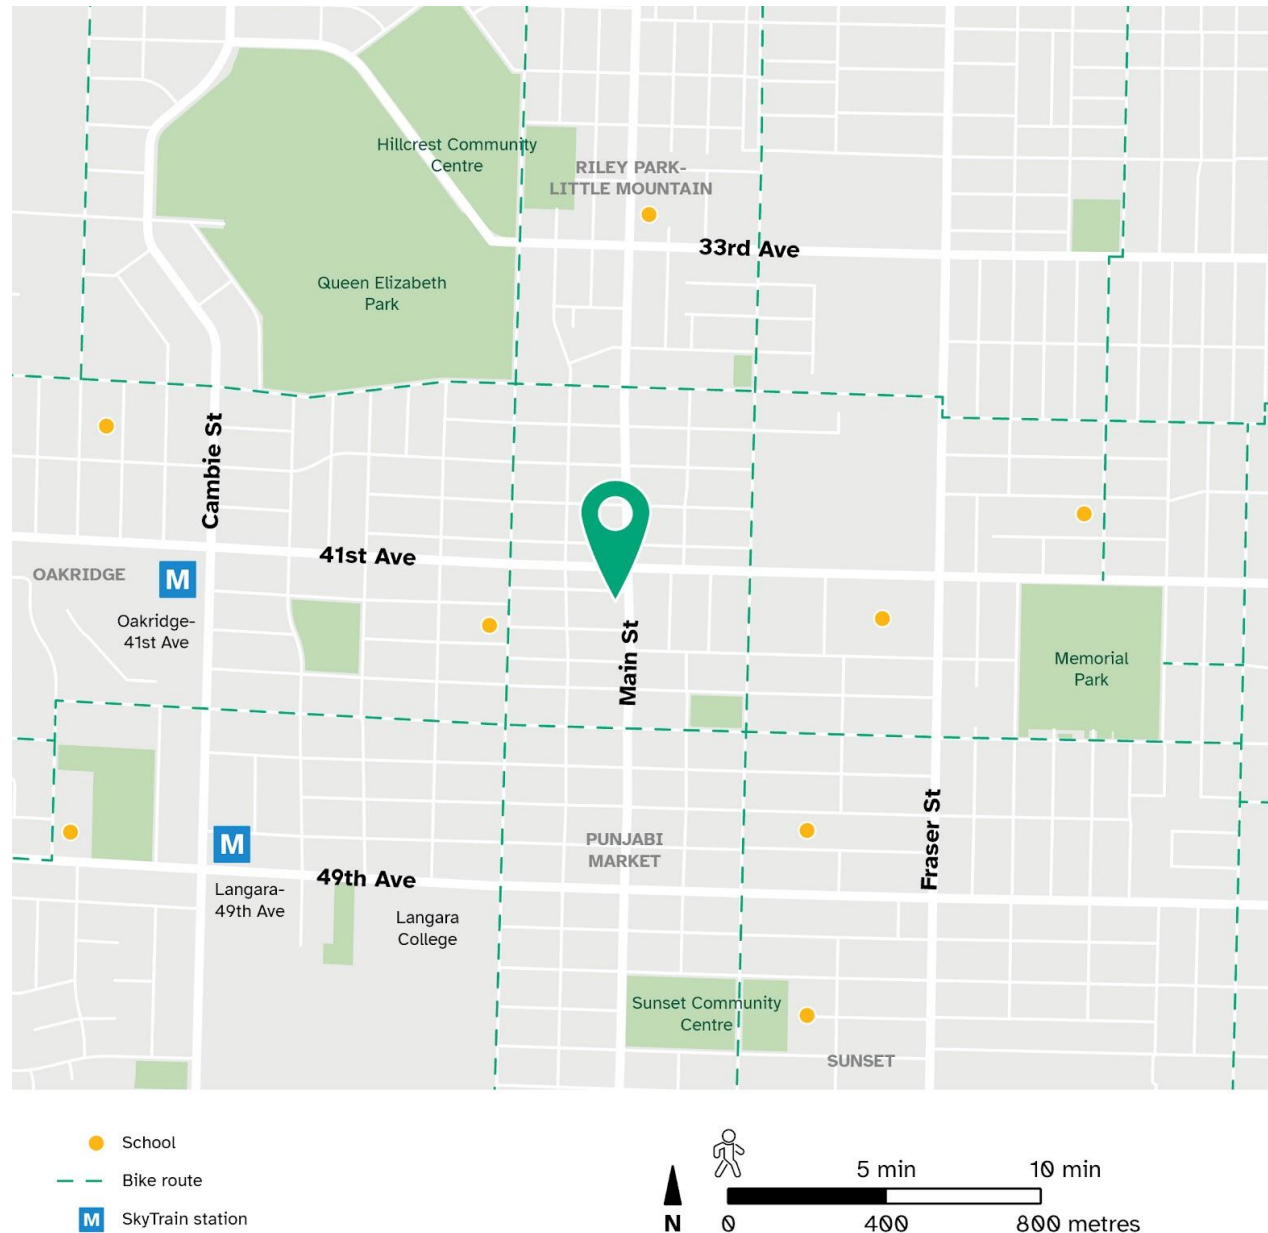 Hillcrest Community
Centre
RILEY PARK-
LITTLE MOUNTAIN
33rd Ave
Queen Elizabeth
Park
Cambie St
41st Ave
OAKRIDGE
M
Oakridge-
41st Ave
Main St
Memorial
Park
PUNJABI
MARKET
Fraser St
M
49th Ave
Langara-
49th Ave
Langara
College
Sunset Community
Centre
SUNSET
School
Bike route
M SkyTrain station
N
5 min 10 min
0 400 800 metres